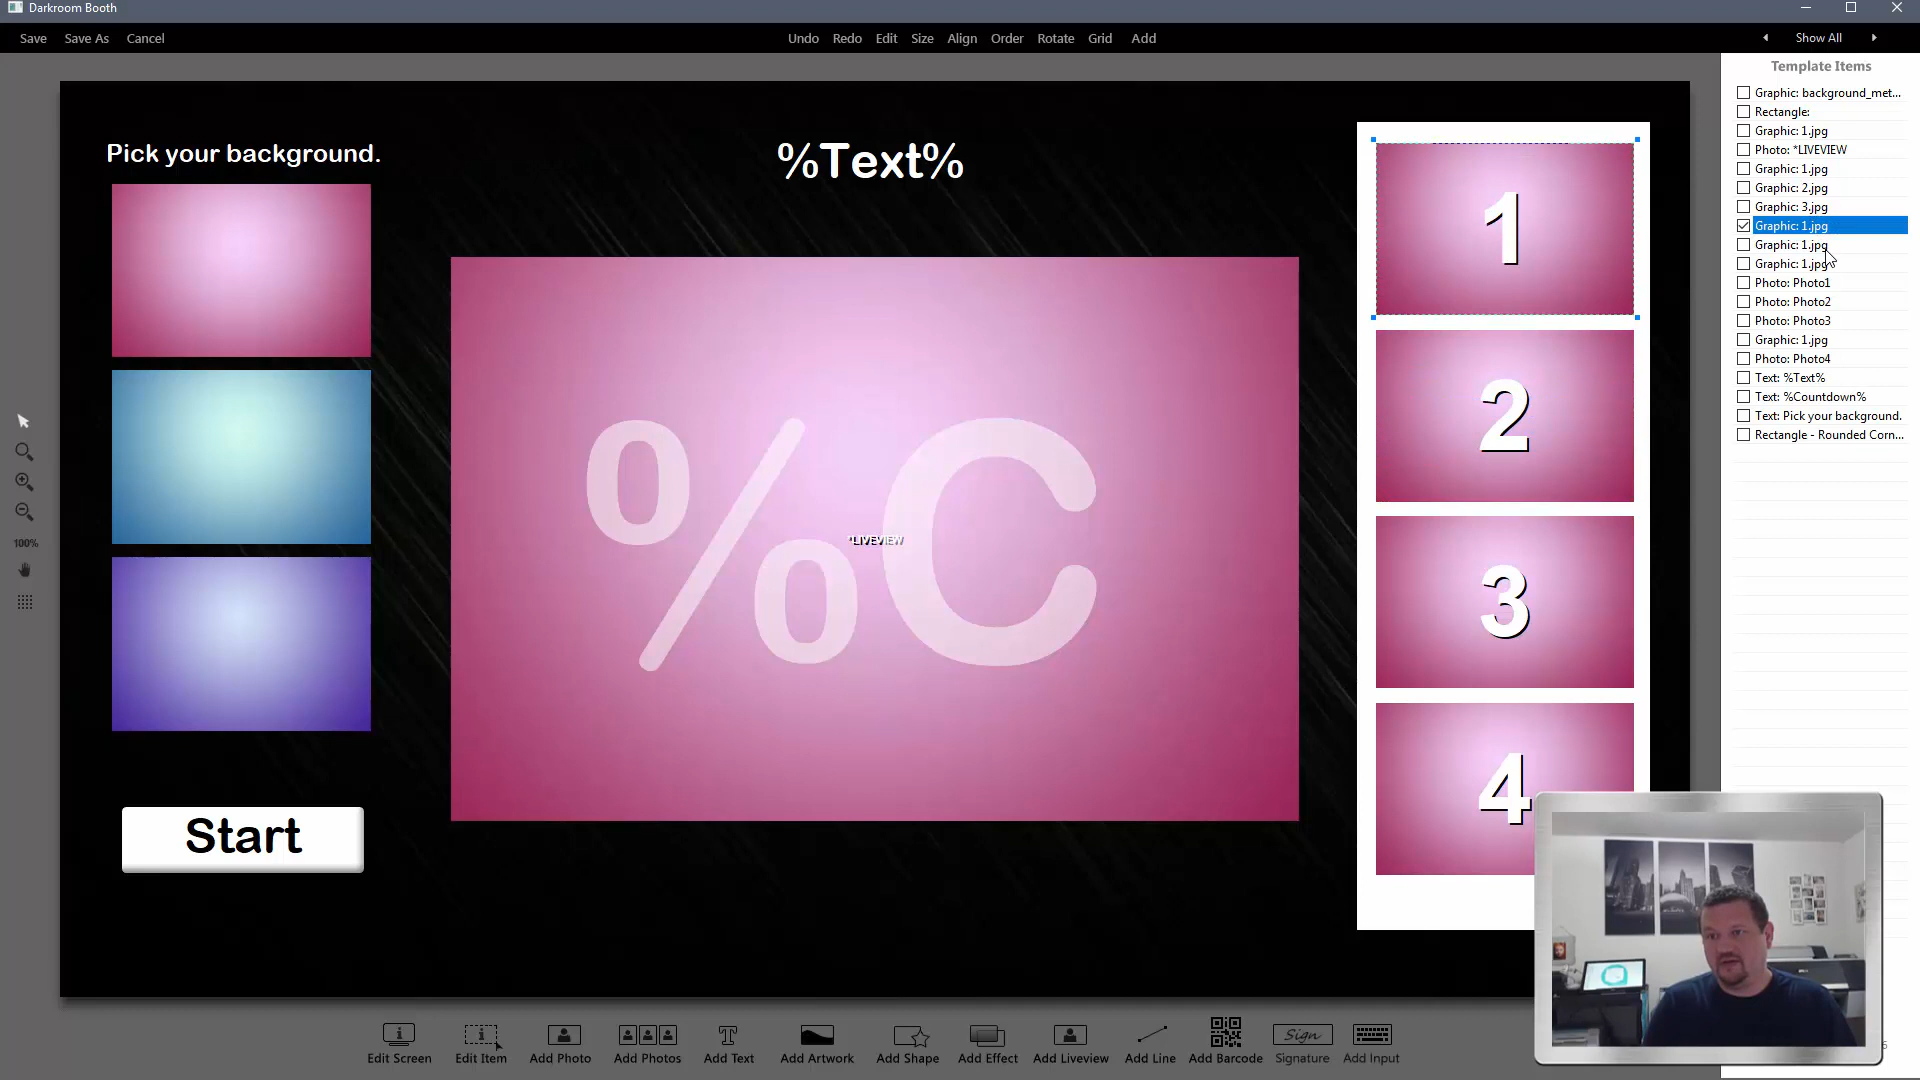 Darkroom Booth
Save Save As Cancel Undo Redo Edit Size Align Order Rotate Grid Add Show All
Template Items
Graphic: background_met...
Rectangle:
Graphic: 1.jpg
Photo: *LIVEVIEW
Graphic: 1.jpg
Graphic: 2.jpg
Graphic: 3.jpg
Graphic: 1.jpg
Graphic: 1.jpg
Graphic: 1.jpg
Photo: Photo1
Photo: Photo2
Photo: Photo3
Graphic: 1.jpg
Photo: Photo4
Text: %Text%
Text: %Countdown%
Text: Pick your background.
Rectangle - Rounded Corn...
Pick your background.
%Text%
%C
*LIVEVIEW
1
2
3
4
100%
Start
Edit Screen Edit Item Add Photo Add Photos Add Text Add Artwork Add Shape Add Effect Add Liveview Add Line Add Barcode Signature Add Input
Sign